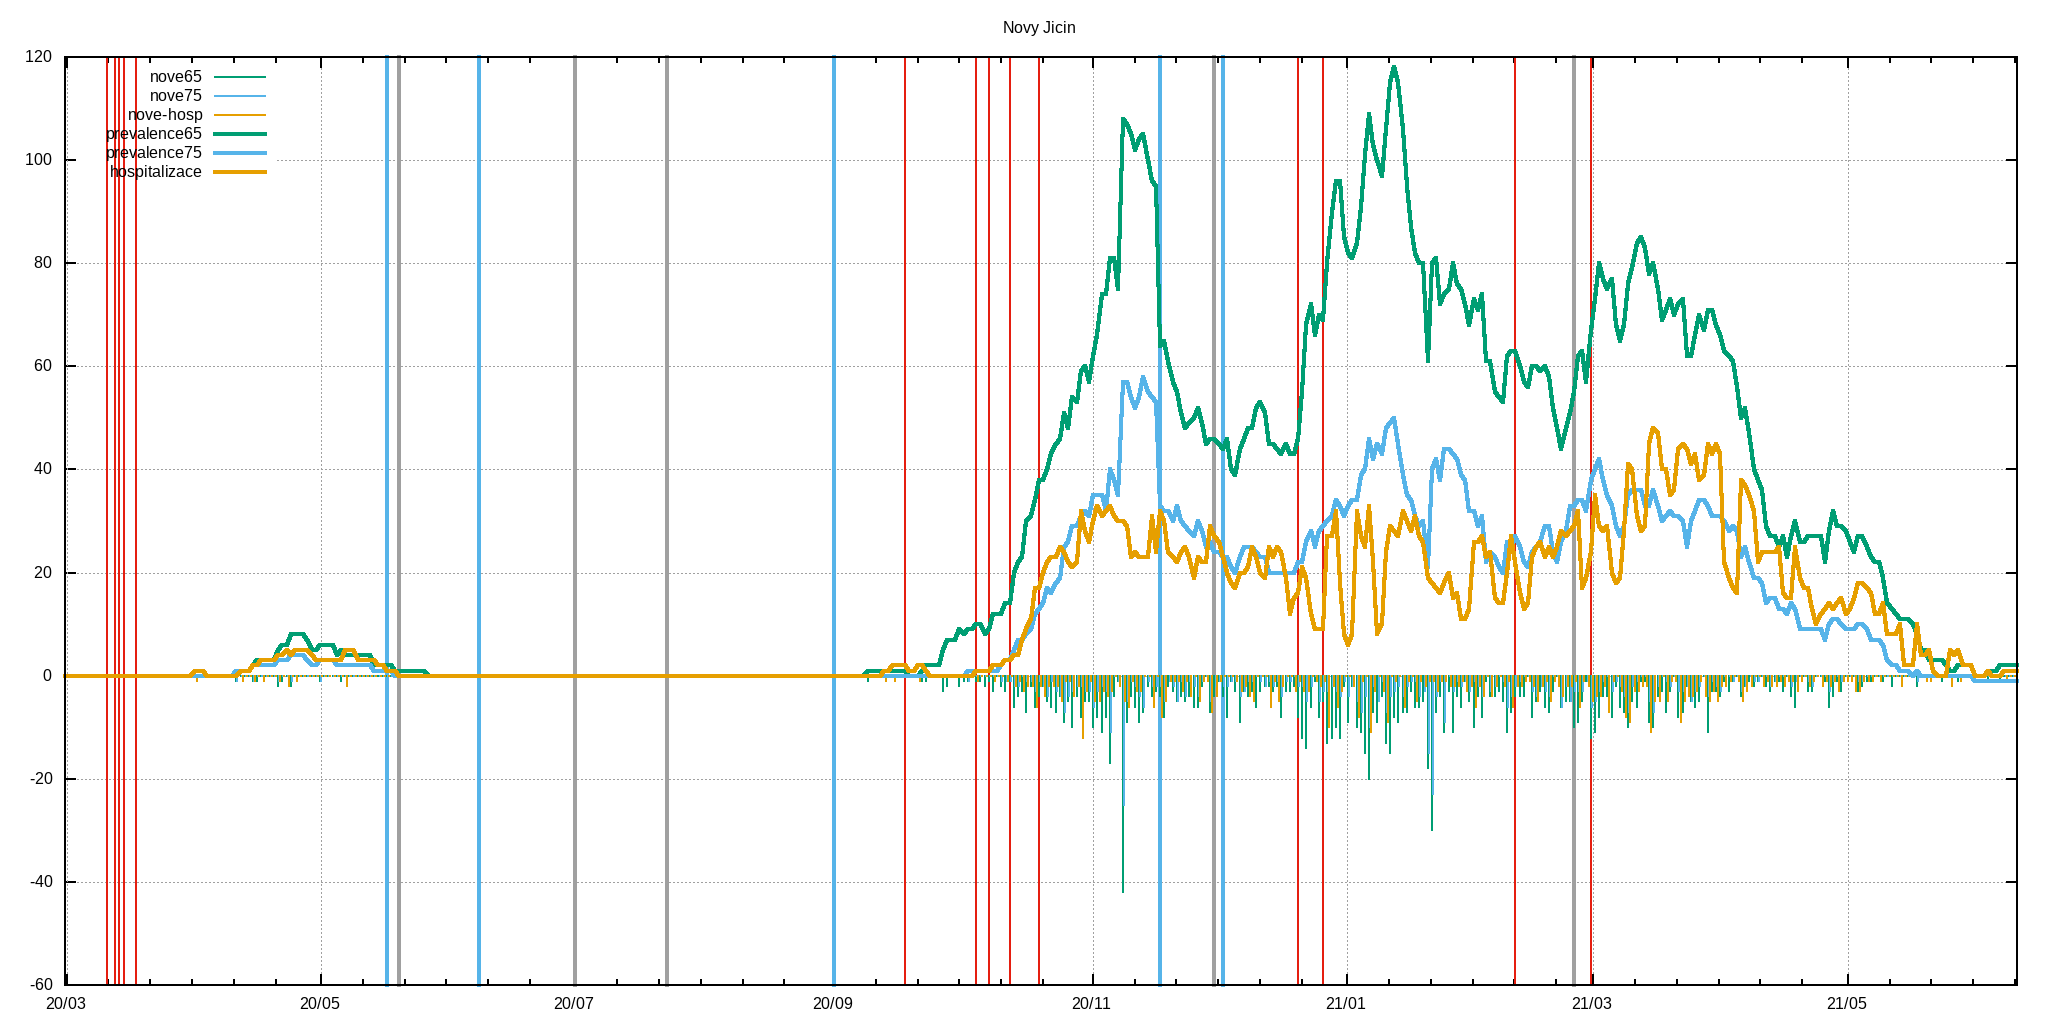 Novy Jicin
120
100
80
60
40
20
0
-20
-40
-60
nove65
nove75
nove-hosp
prevalence65
prevalence75
hospitalizace
20/03 20/05 20/07 20/09 20/11 21/01 21/03 21/05